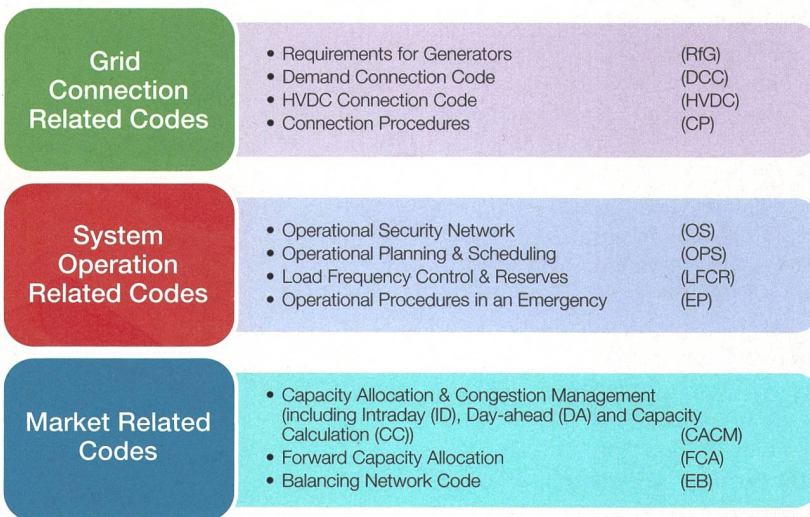 Grid
Connection
Related Codes
• Requirements for Generators (RfG)
• Demand Connection Code (DCC)
• HVDC Connection Code (HVDC)
• Connection Procedures (CP)
System
Operation
Related Codes
• Operational Security Network (OS)
• Operational Planning & Scheduling (OPS)
• Load Frequency Control & Reserves (LFCR)
• Operational Procedures in an Emergency (EP)
Market Related
Codes
• Capacity Allocation & Congestion Management
(including Intraday (ID), Day-ahead (DA) and Capacity
Calculation (CC)) (CACM)
• Forward Capacity Allocation (FCA)
• Balancing Network Code (EB)